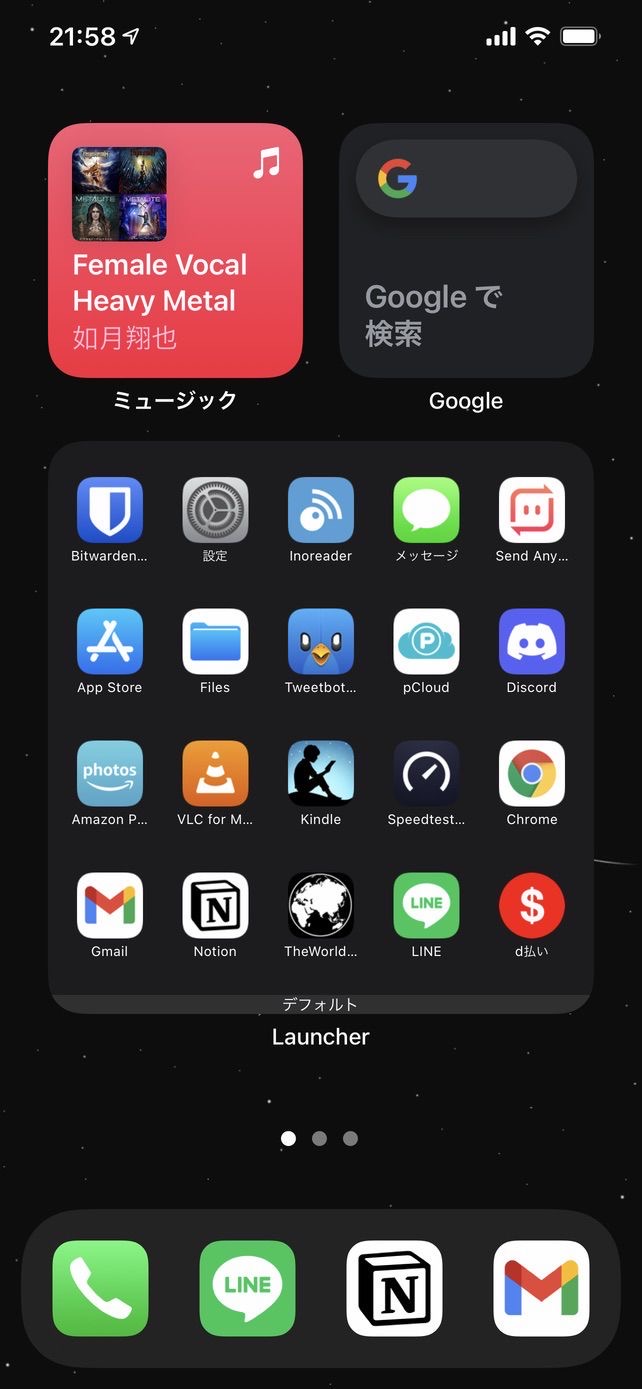 21:58
METALITE
METALITE
Female Vocal
Heavy Metal
如月翔也
ミュージック
Google で
検索
Google
Bitwarden...
設定
Inoreader
メッセージ
Send Any...
App Store
Files
Tweetbot...
P
pCloud
Discord
photos
Amazon P...
VLC for M...
Kindle
Speedtest...
Chrome
Gmail
N
Notion
TheWorld...
LINE
LINE
$
d払い
デフォルト
Launcher
LINE
N